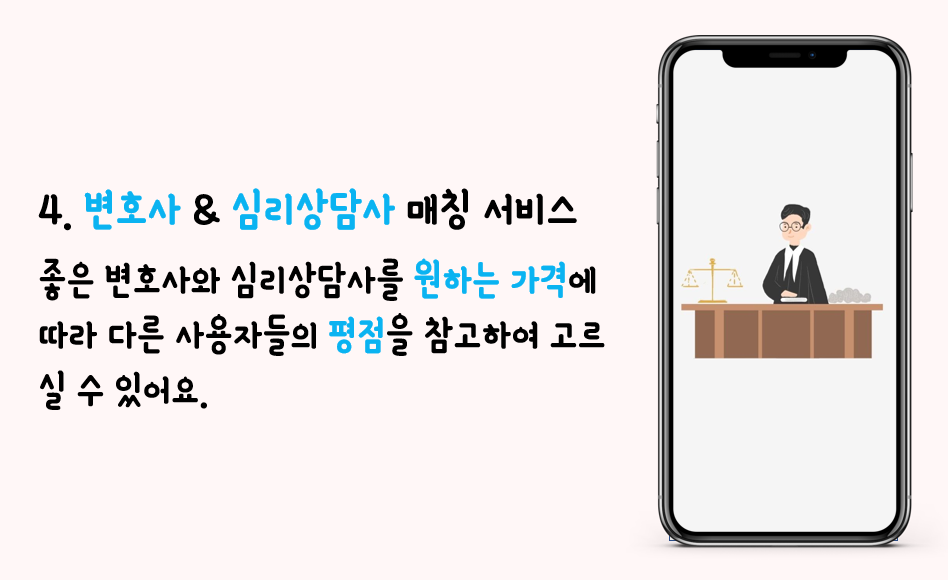 4. 변호사 & 심리상담사 매칭 서비스
좋은 변호사와 심리상담사를 원하는 가격에
따라 다른 사용자들의 평점을 참고하여 고르
실 수 있어요.